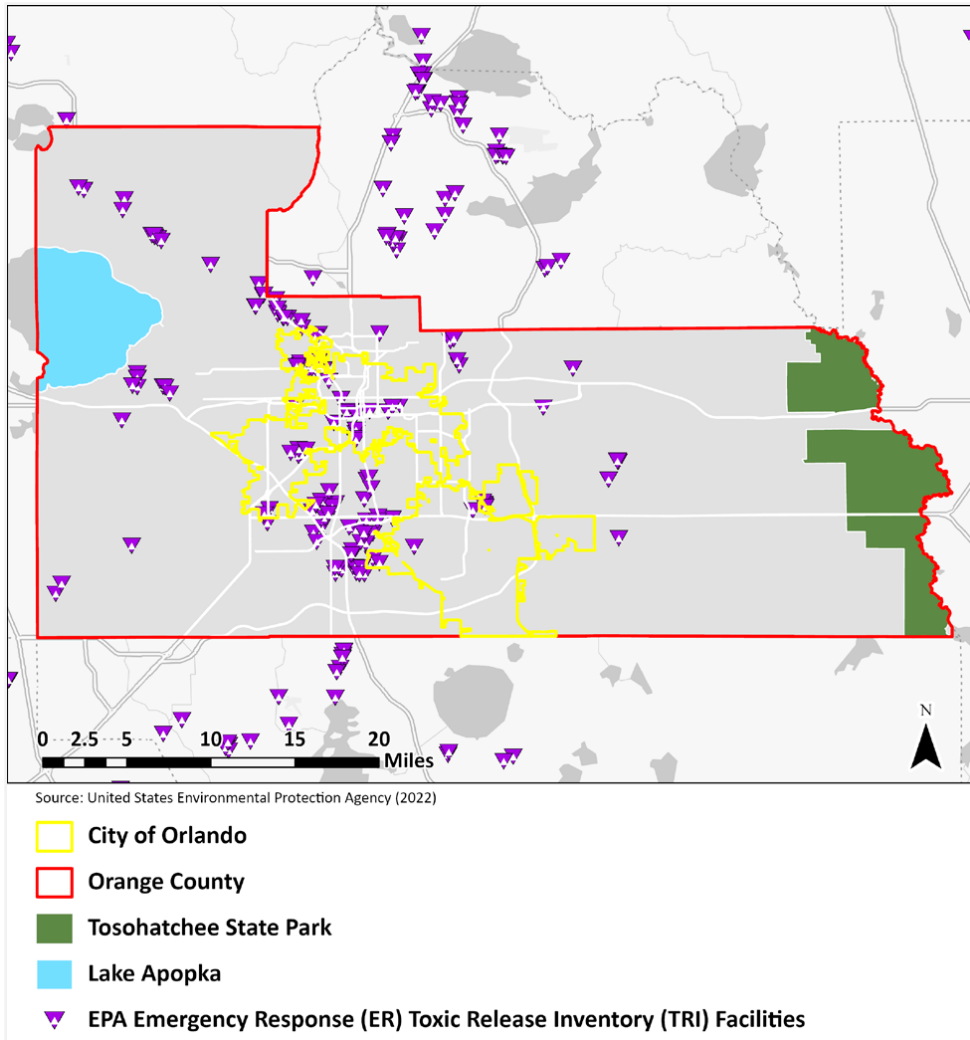 N
0 2.5 5 10 15 20
Miles
Source: United States Environmental Protection Agency (2022)
City of Orlando
Orange County
Tosohatchee State Park
Lake Apopka
EPA Emergency Response (ER) Toxic Release Inventory (TRI) Facilities